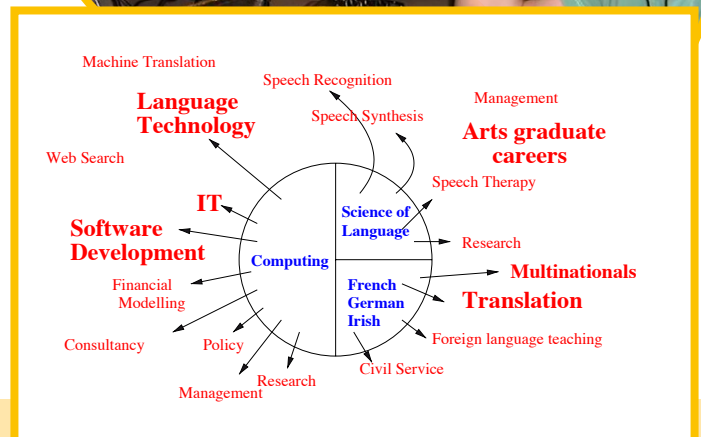 Machine Translation
Speech Recognition
Language
Technology
Speech Synthesis
Management
Arts graduate
careers
Web Search
Speech Therapy
IT
Science of
Language
Software
Development
Research
Computing
Multinationals
French
German
Irish
Translation
Financial
Modelling
Foreign language teaching
Consultancy
Policy
Civil Service
Research
Management